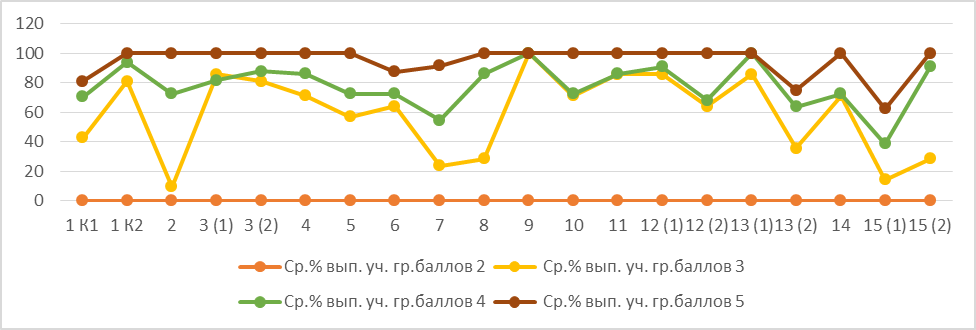 120
100
80
60
40
20
0
1 К1 1 К2 2 3 (1) 3 (2) 4 5 6 7 8 9 10 11 12 (1) 12 (2) 13 (1) 13 (2) 14 15 (1) 15 (2)
Ср.% вып. уч. гр.баллов 2 Ср.% вып. уч. гр.баллов 3
Ср.% вып. уч. гр.баллов 4 Ср.% вып. уч. гр.баллов 5